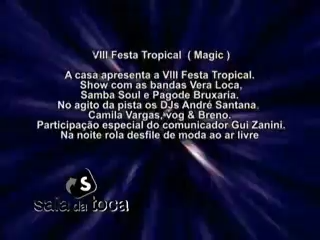 VIII Festa Tropical ( Magic )
A casa apresenta a VIII Festa Tropical.
Show com as bandas Vera Loca,
Samba Soul e Pagode Bruxaria.
No agito da pista os DJs André Santana,
Camila Vargas, vog & Breno.
Participação especial do comunicador Gui Zanini.
Na noite rola desfile de moda ao ar livre
S
saia da toca